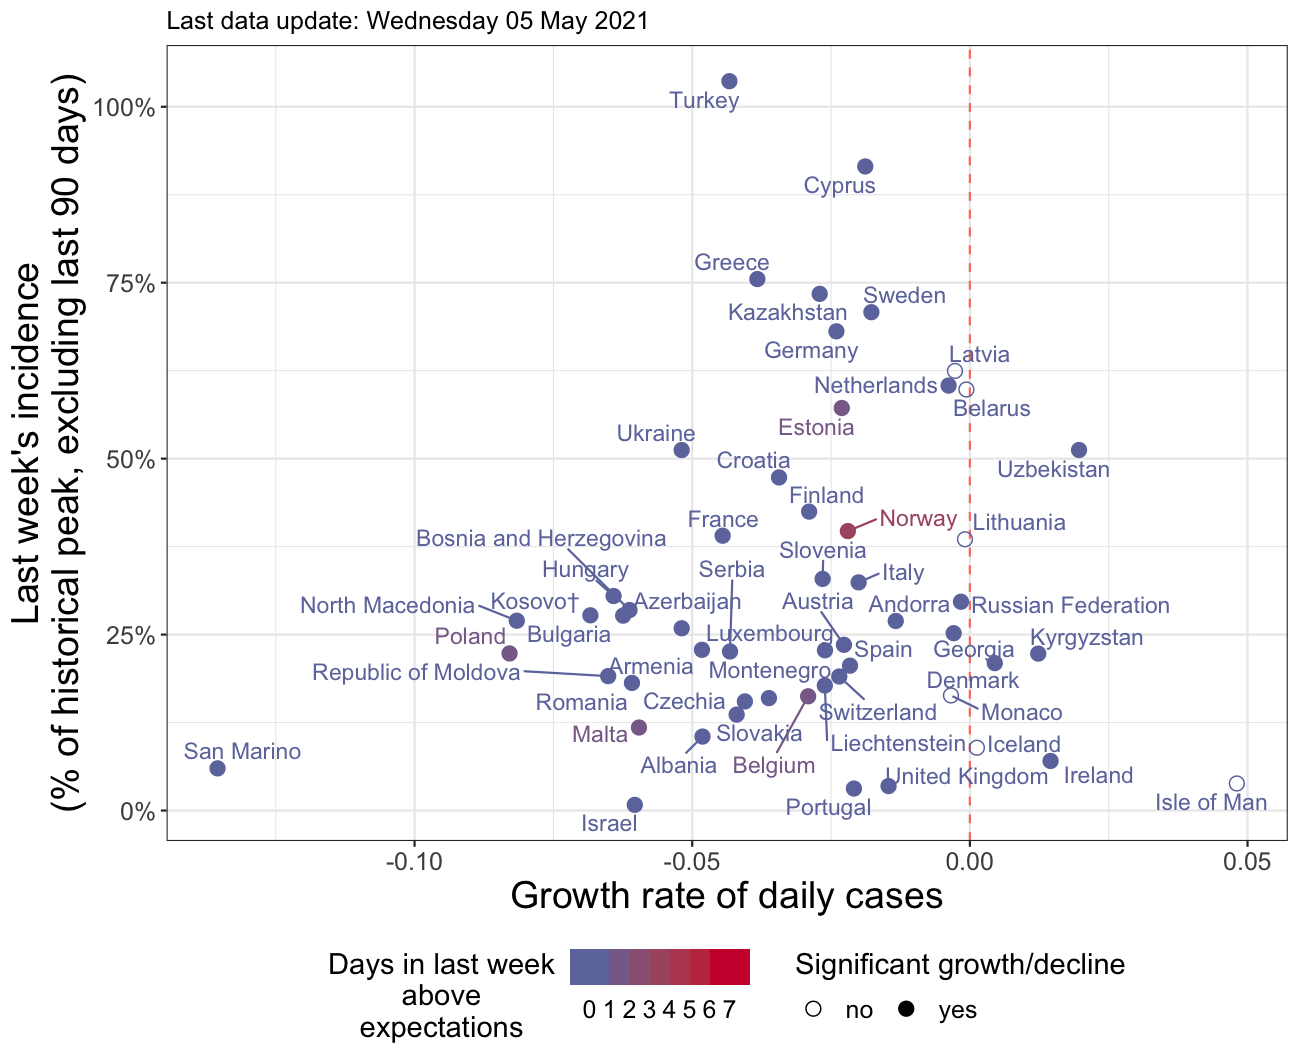 Last data update: Wednesday 05 May 2021
Last week's incidence
(% of historical peak, excluding last 90 days)
100%
75%
50%
25%
0%
Turkey
Cyprus
Greece
Kazakhstan
Sweden
Germany
Latvia
Netherlands
Belarus
Estonia
Ukraine
Croatia
Uzbekistan
Finland
France
Norway
Lithuania
Bosnia and Herzegovina
Slovenia
Hungary
Serbia
Italy
North Macedonia
Kosovo†
Azerbaijan
Austria
Andorra
Russian Federation
Poland
Bulgaria
Luxembourg
Spain
Georgia
Kyrgyzstan
Republic of Moldova
Armenia
Montenegro
Denmark
Romania
Czechia
Switzerland
Monaco
Malta
Slovakia
Liechtenstein
Iceland
San Marino
Albania
Belgium
United Kingdom
Ireland
Portugal
Isle of Man
Israel
-0.10
-0.05
0.00
0.05
Growth rate of daily cases
Days in last week
above
expectations
0 1 2 3 4 5 6 7
Significant growth/decline
no
yes